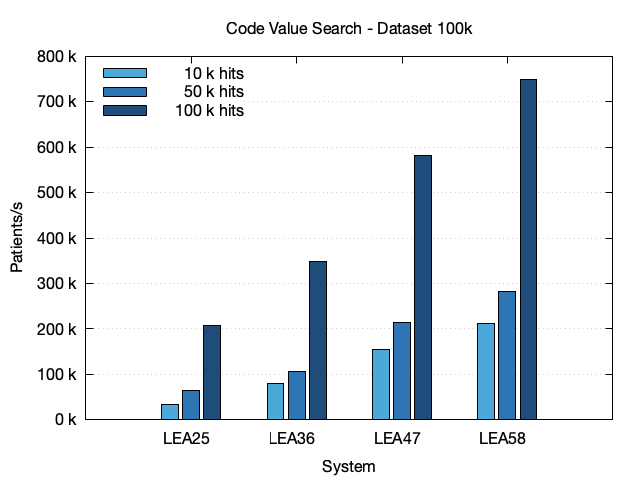 Code Value Search - Dataset 100k
800 k
700 k
600 k
500 k
400 k
300 k
200 k
100 k
0 k
Patients/s
10 k hits
50 k hits
100 k hits
LEA25 LEA36 LEA47 LEA58
System